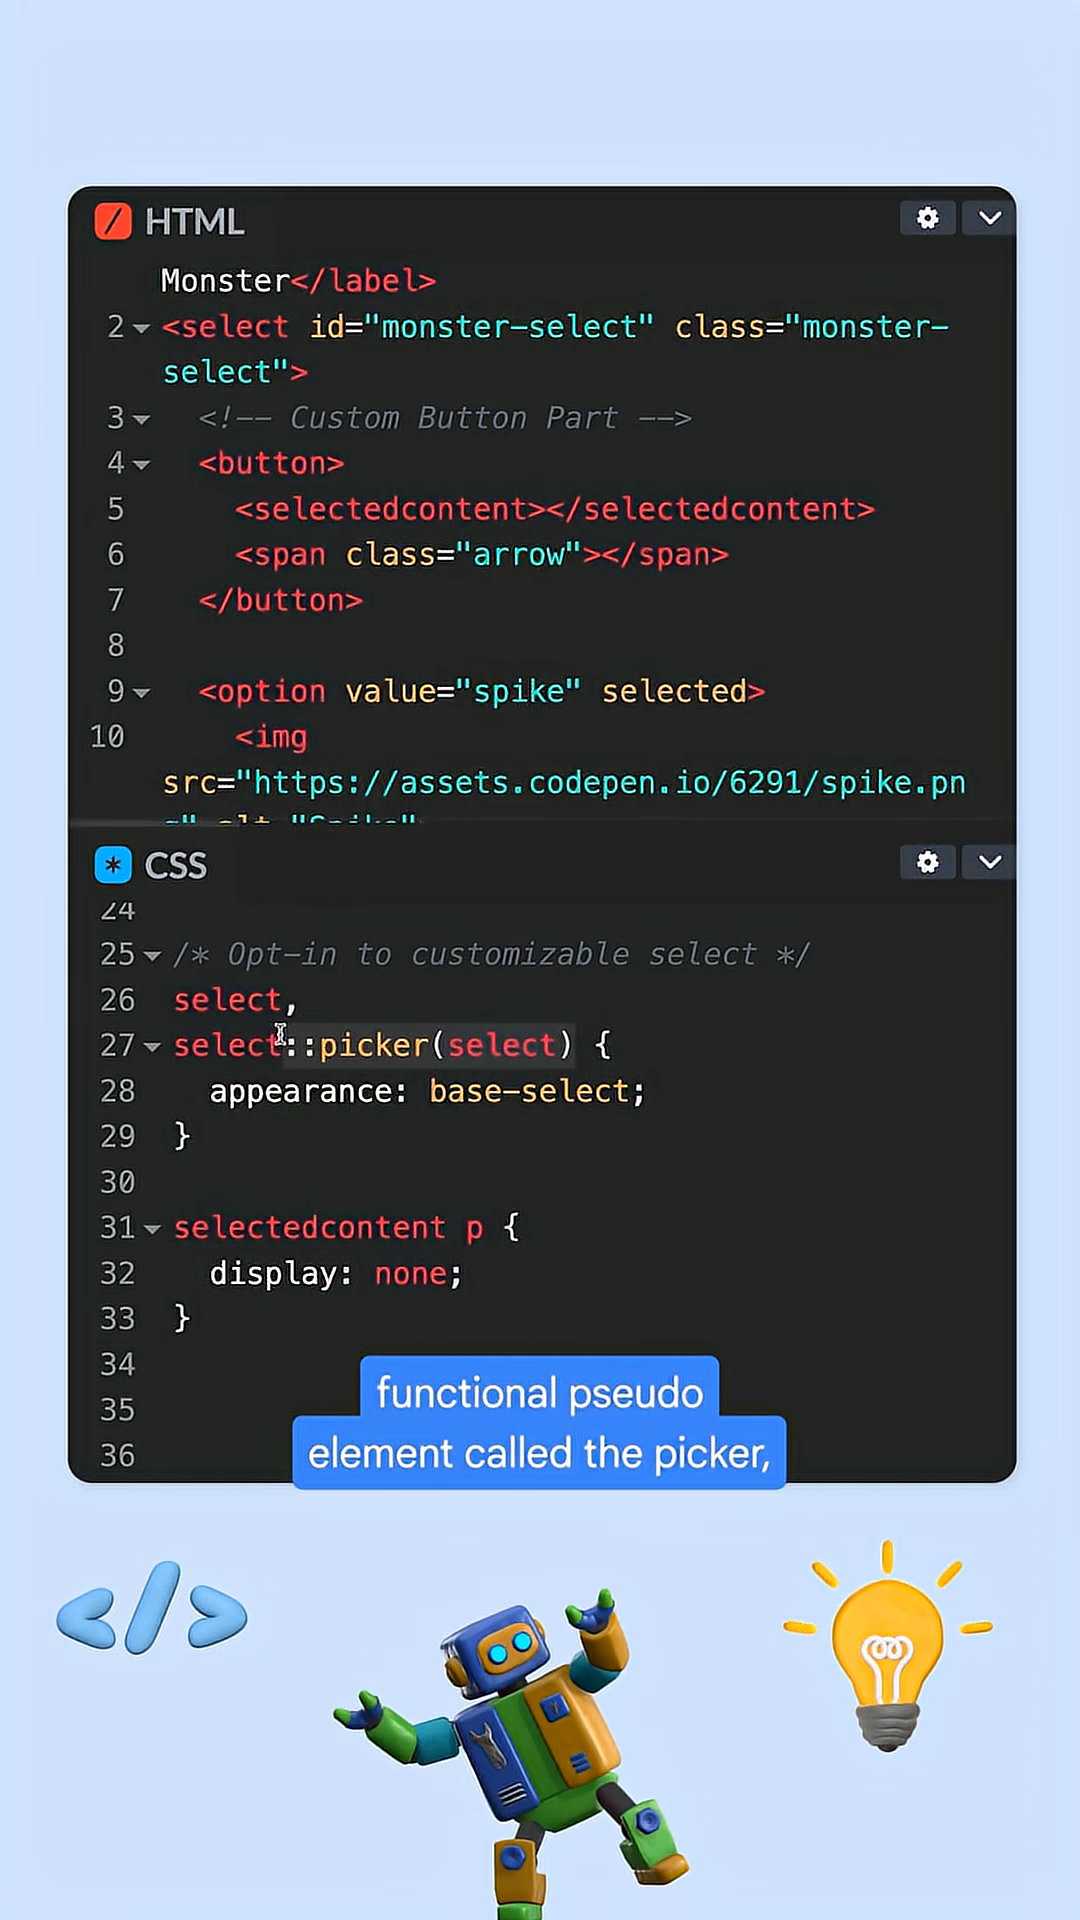 HTML
Monster</label>
2 <select id="monster-select" class="monster-
select">
3 <!-- Custom Button Part -->
4 <button>
5 <selectedcontent></selectedcontent>
6 <span class="arrow"></span>
7 </button>
8
9 <option value="spike" selected>
10 <img
src="https://assets.codepen.io/6291/spike.pn
g" alt="Spike"
CSS
24
25 /* Opt-in to customizable select */
26 select,
27 select::picker(select) {
28 appearance: base-select;
29 }
30
31 selectedcontent p {
32 display: none;
33 }
34
35
36
functional pseudo
element called the picker,